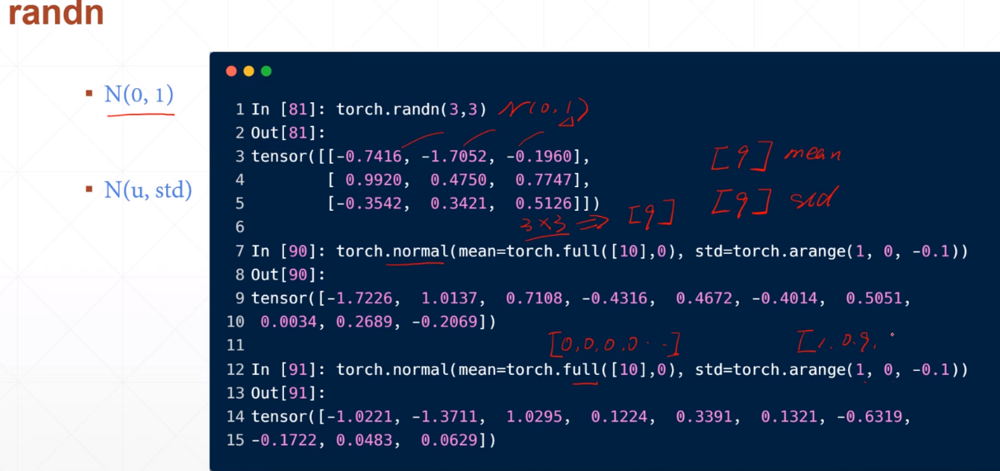 randn
N(0, 1)
N(u, std)
1 In [81]: torch.randn(3,3) N(0,1)
2 Out[81]:
3 tensor([[-0.7416, -1.7052, -0.1960],
[9] mean
4 [ 0.9920, 0.4750, 0.7747],
5 [-0.3542, 0.3421, 0.5126]])
[9] std
6 3×3 ⇒ [9]
7 In [90]: torch.normal(mean=torch.full([10],0), std=torch.arange(1, 0, -0.1))
8 Out[90]:
9 tensor([-1.7226, 1.0137, 0.7108, -0.4316, 0.4672, -0.4014, 0.5051,
10 0.0034, 0.2689, -0.2069])
11 [0,0,0,0...] [1,0.9,
12 In [91]: torch.normal(mean=torch.full([10],0), std=torch.arange(1, 0, -0.1))
13 Out[91]:
14 tensor([-1.0221, -1.3711, 1.0295, 0.1224, 0.3391, 0.1321, -0.6319,
15 -0.1722, 0.0483, 0.0629])